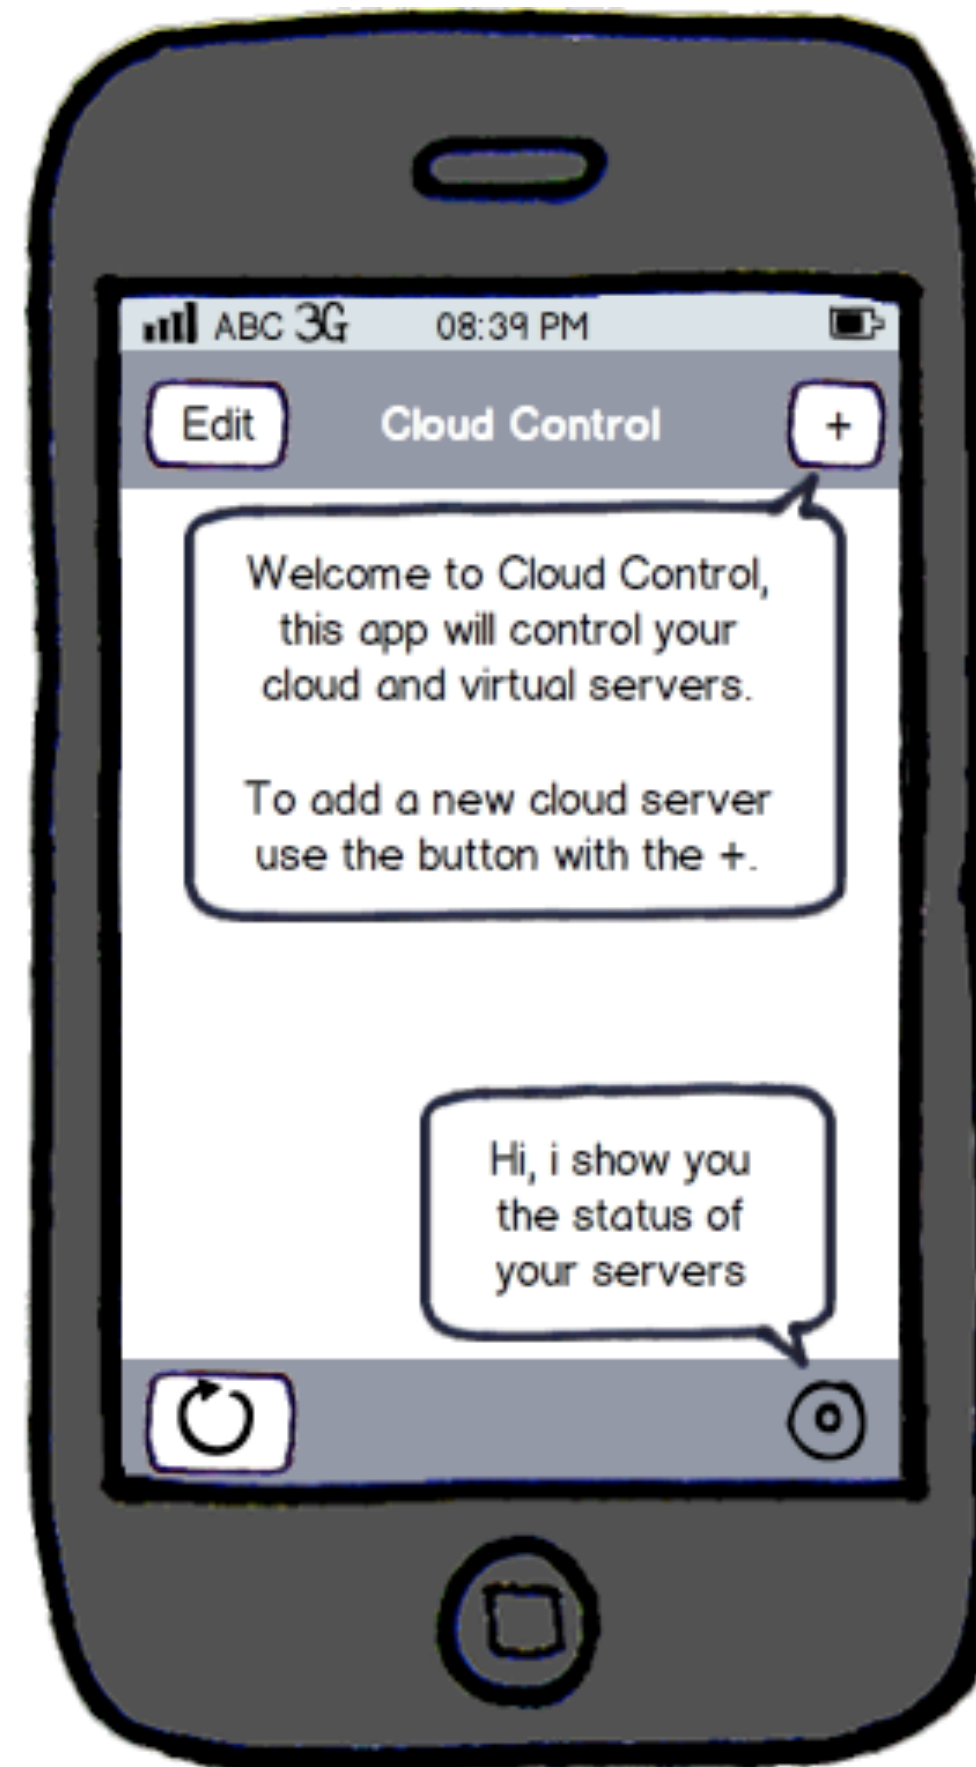 ABC 3G 08:39 PM
Edit Cloud Control +
Welcome to Cloud Control,
this app will control your
cloud and virtual servers.
To add a new cloud server
use the button with the +.
Hi, i show you
the status of
your servers